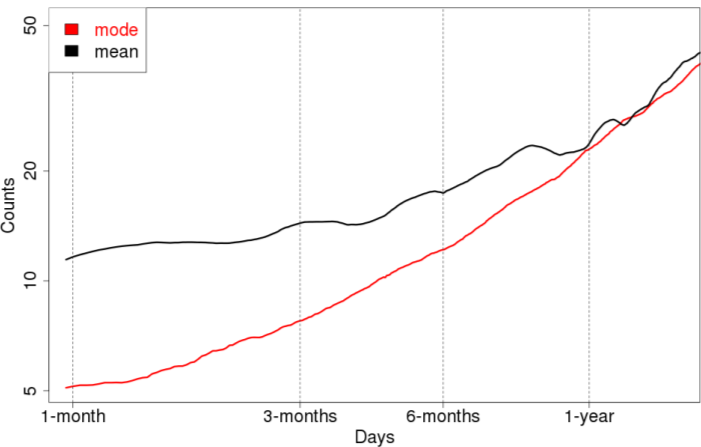 mode
mean
50
20
10
5
Counts
1-month
3-months
6-months
1-year
Days